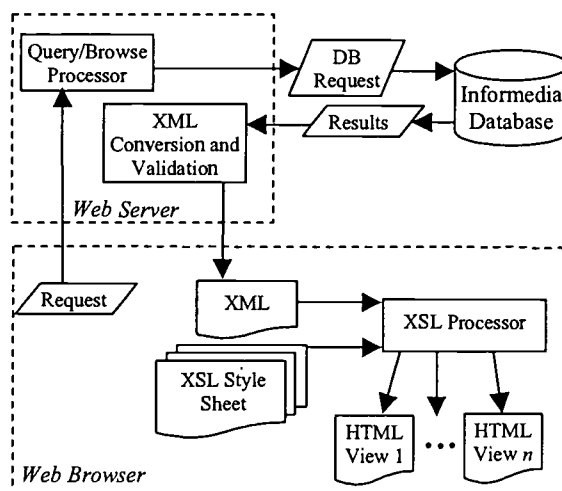 Query/Browse
Processor
DB
Request
Informedia
Database
XML
Conversion and
Validation
Results
Web Server
Request
XML
XSL Processor
XSL Style
Sheet
HTML
View 1
• • •
HTML
View n
Web Browser